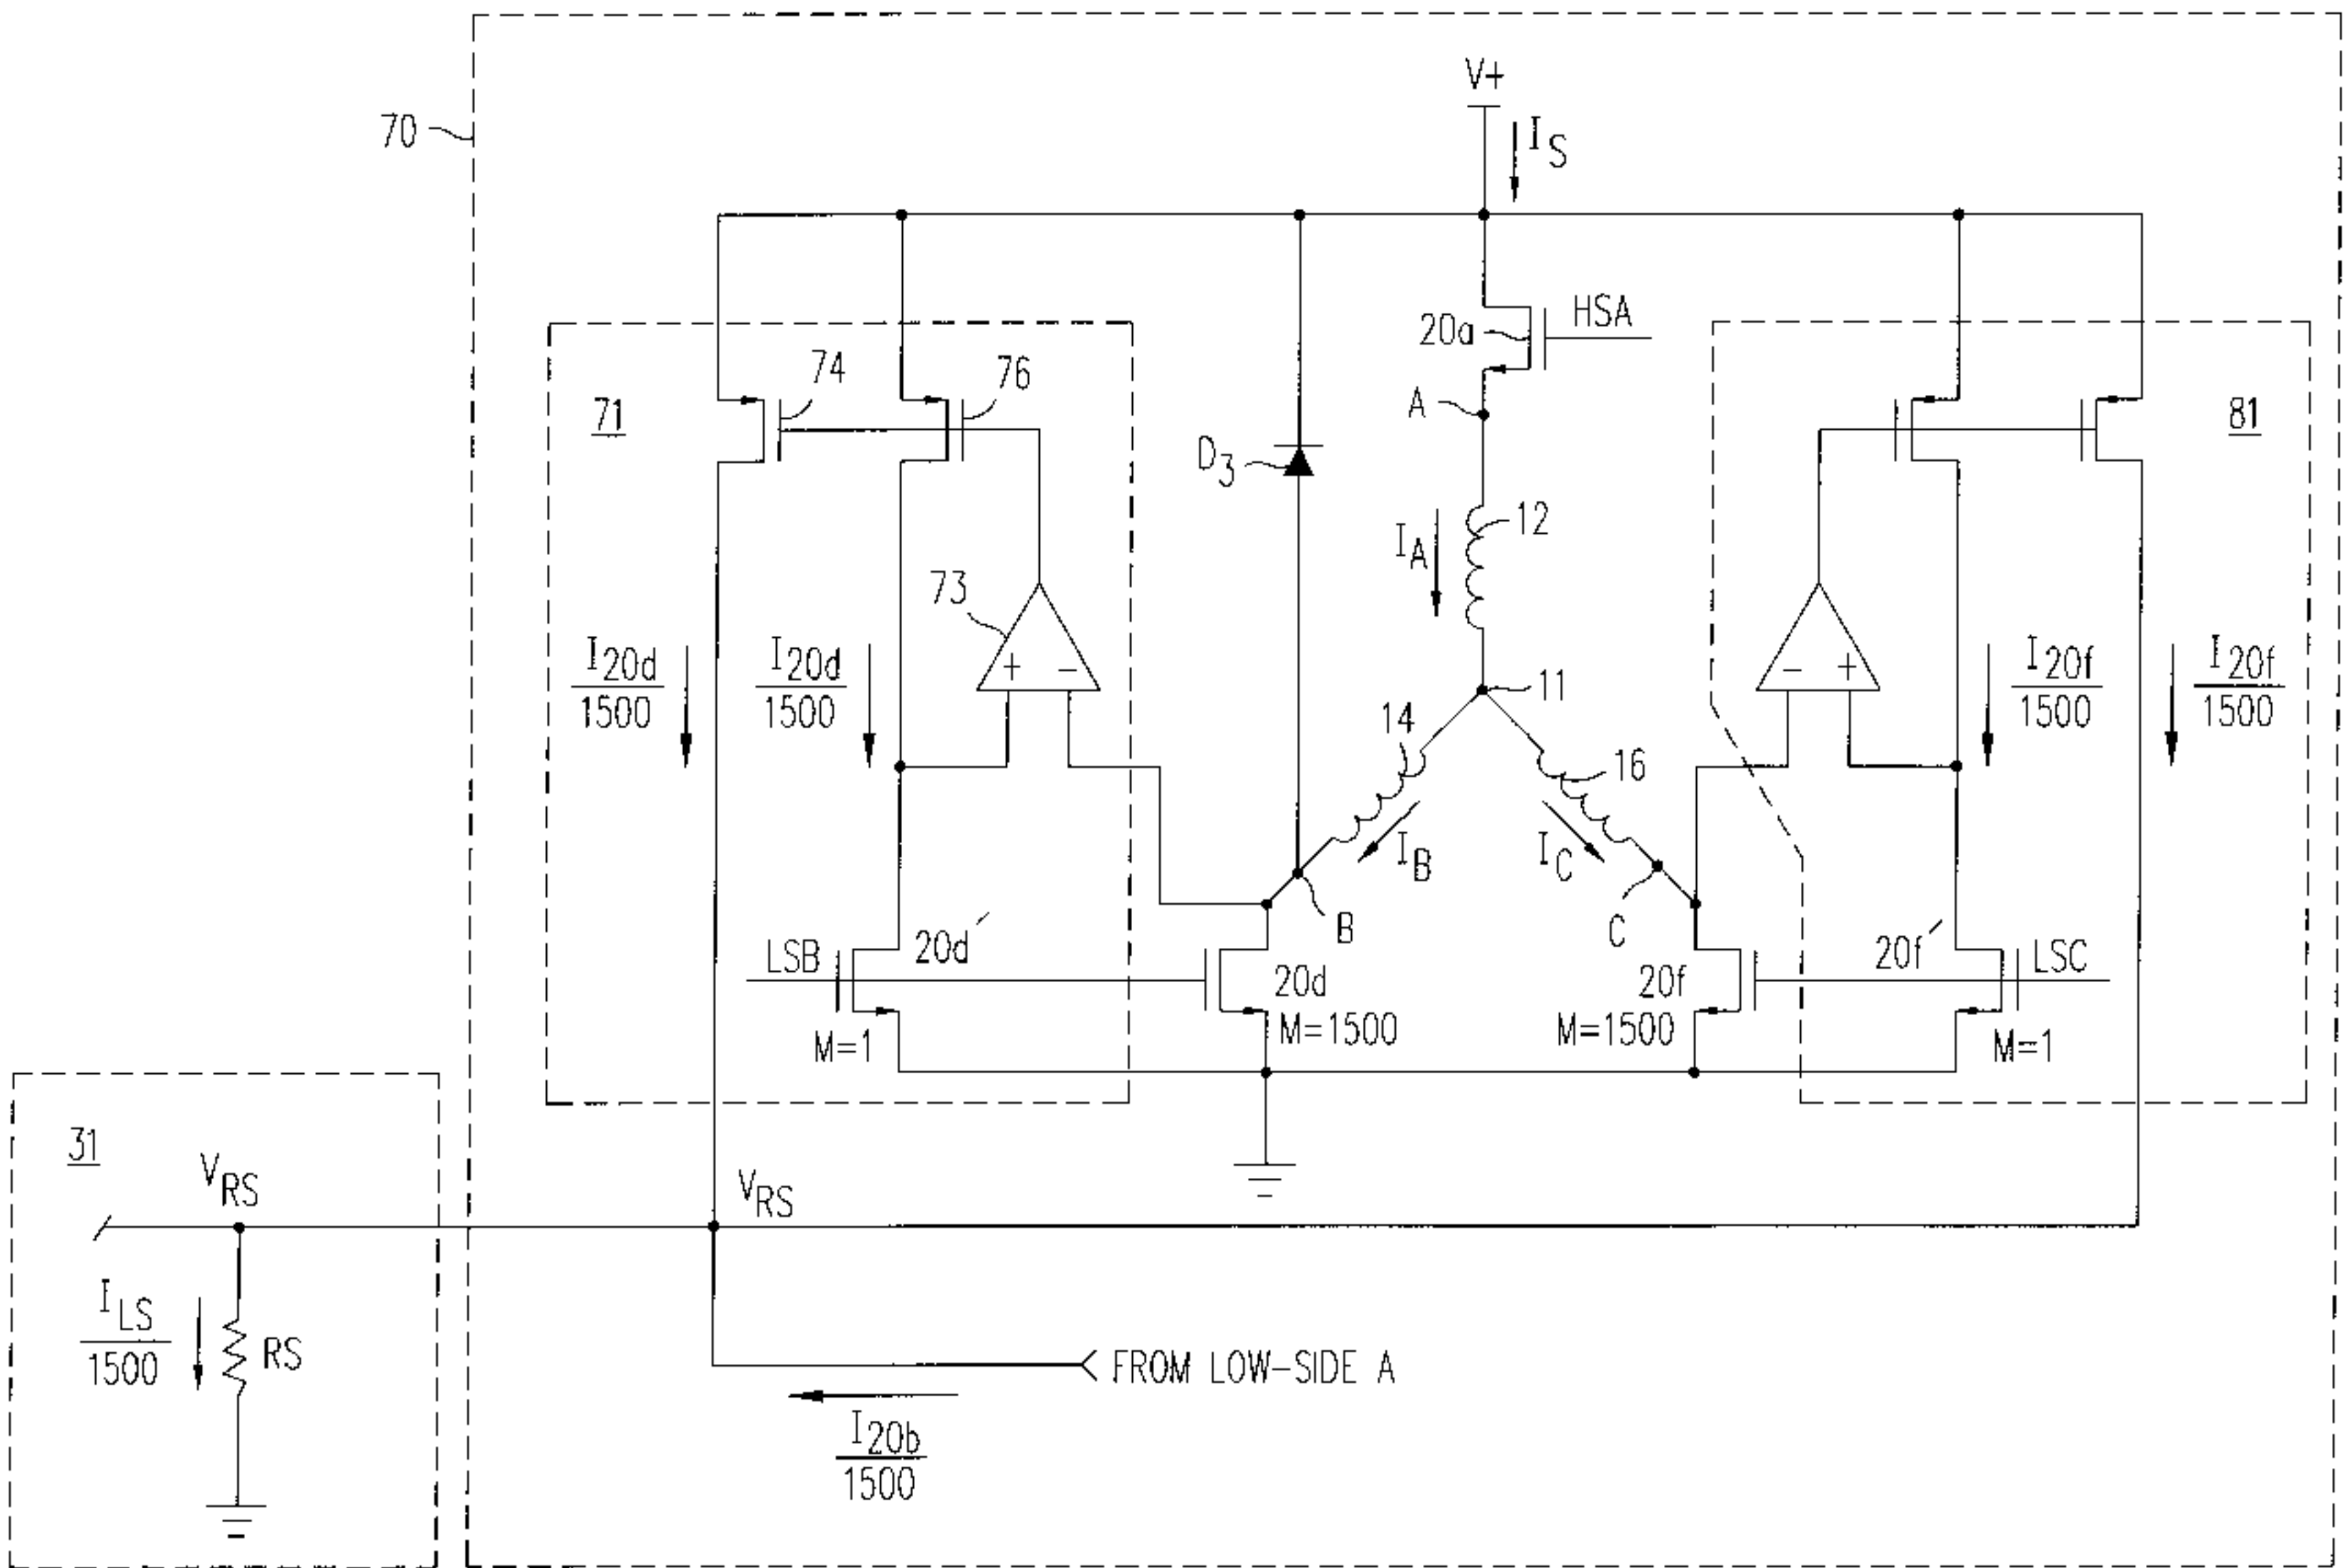 V+
70
I_S
HSA
20a
74
76
A
71
81
D_3
12
I_A
73
+ −
− +
I_20d
1500
I_20d
1500
I_20f
1500
I_20f
1500
11
14
16
I_B
I_C
B
C
LSB
20d'
20d
M=1500
20f
M=1500
20f'
LSC
M=1
M=1
31
V_RS
V_RS
I_LS
1500
RS
FROM LOW-SIDE A
I_20b
1500